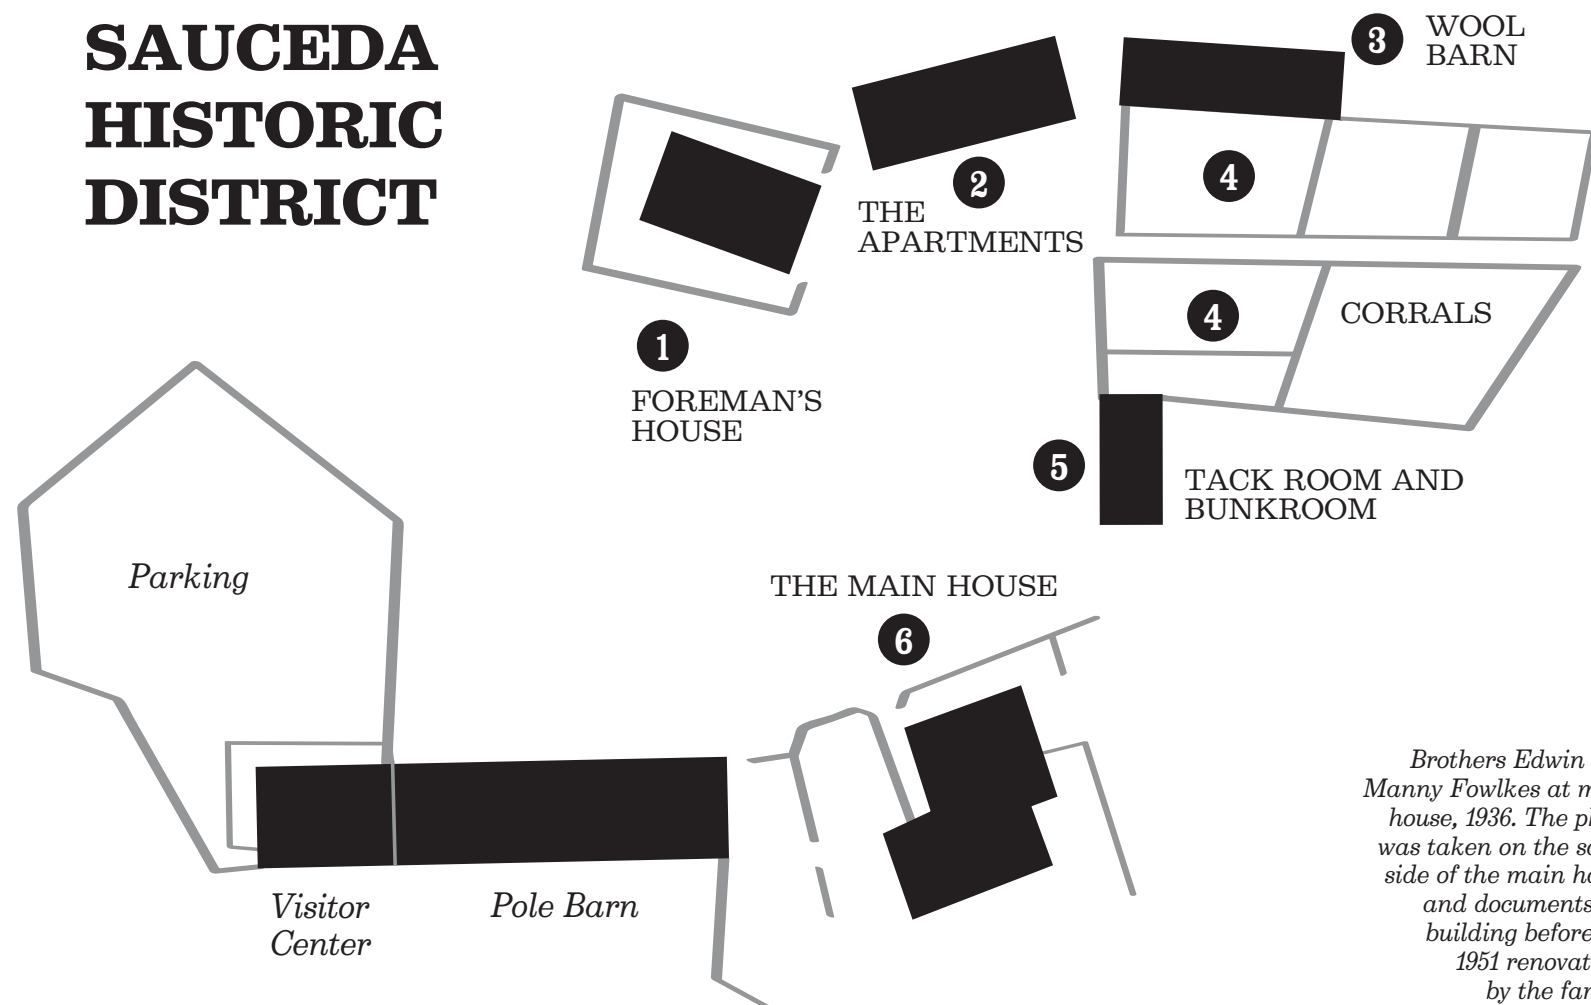 SAUCEDA
HISTORIC
DISTRICT
3
WOOL
BARN
4
2
THE
APARTMENTS
4
CORRALS
1
FOREMAN’S
HOUSE
5
TACK ROOM AND
BUNKROOM
Parking
THE MAIN HOUSE
6
Visitor
Center
Pole Barn
Brothers Edwin
Manny Fowlkes at
house, 1936. The
was taken on the
side of the main
and documents
building before
1951
by the